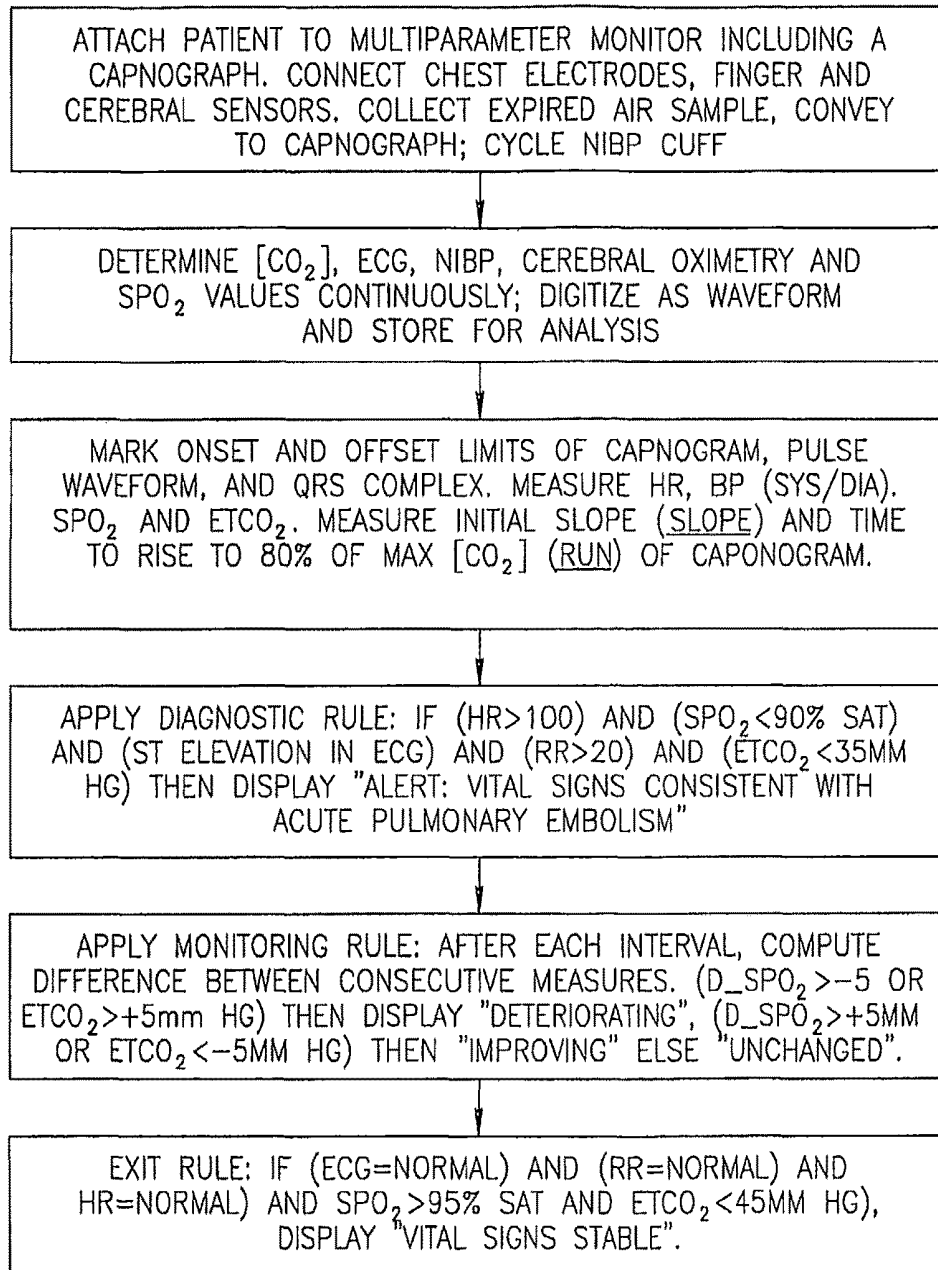 ATTACH PATIENT TO MULTIPARAMETER MONITOR INCLUDING A
CAPNOGRAPH. CONNECT CHEST ELECTRODES, FINGER AND
CEREBRAL SENSORS. COLLECT EXPIRED AIR SAMPLE, CONVEY
TO CAPNOGRAPH; CYCLE NIBP CUFF
DETERMINE [CO₂], ECG, NIBP, CEREBRAL OXIMETRY AND
SPO₂ VALUES CONTINUOUSLY; DIGITIZE AS WAVEFORM
AND STORE FOR ANALYSIS
MARK ONSET AND OFFSET LIMITS OF CAPNOGRAM, PULSE
WAVEFORM, AND QRS COMPLEX. MEASURE HR, BP (SYS/DIA).
SPO₂ AND ETCO₂. MEASURE INITIAL SLOPE (SLOPE) AND TIME
TO RISE TO 80% OF MAX [CO₂] (RUN) OF CAPONOGRAM.
APPLY DIAGNOSTIC RULE: IF (HR>100) AND (SPO₂<90% SAT)
AND (ST ELEVATION IN ECG) AND (RR>20) AND (ETCO₂<35MM
HG) THEN DISPLAY "ALERT: VITAL SIGNS CONSISTENT WITH
ACUTE PULMONARY EMBOLISM"
APPLY MONITORING RULE: AFTER EACH INTERVAL, COMPUTE
DIFFERENCE BETWEEN CONSECUTIVE MEASURES. (D_SPO₂>-5 OR
ETCO₂>+5mm HG) THEN DISPLAY "DETERIORATING", (D_SPO₂>+5MM
OR ETCO₂<-5MM HG) THEN "IMPROVING" ELSE "UNCHANGED".
EXIT RULE: IF (ECG=NORMAL) AND (RR=NORMAL) AND
HR=NORMAL) AND SPO₂>95% SAT AND ETCO₂<45MM HG),
DISPLAY "VITAL SIGNS STABLE".